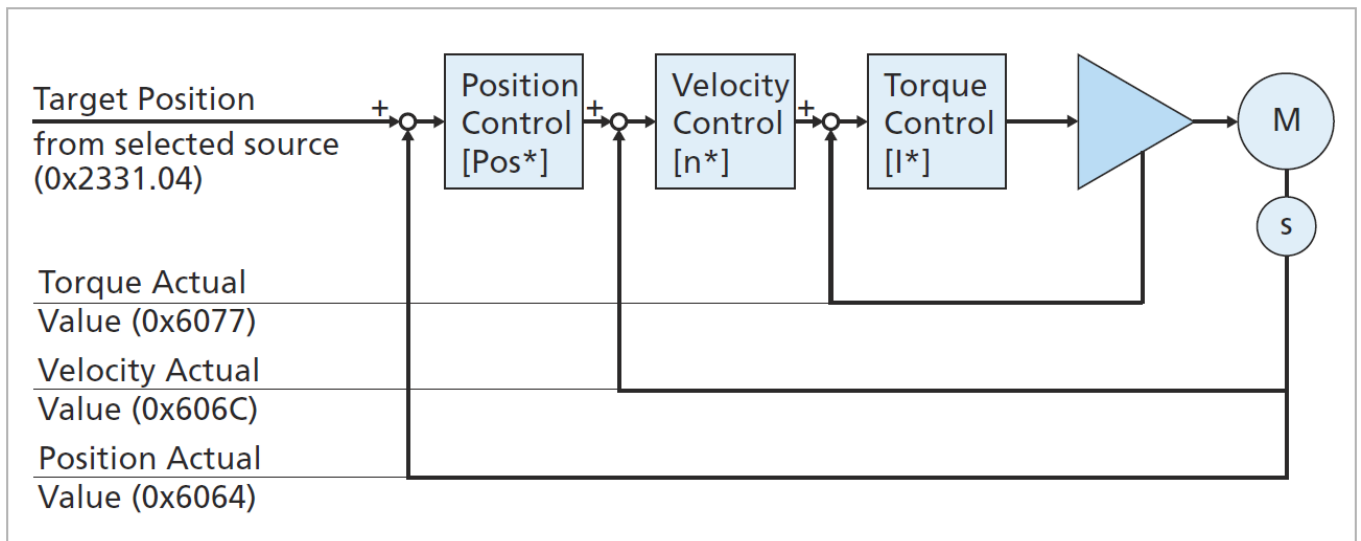 Target Position
from selected source
(0x2331.04)
+
Position
Control
[Pos*]
+
Velocity
Control
[n*]
+
Torque
Control
[I*]
M
s
Torque Actual
Value (0x6077)
Velocity Actual
Value (0x606C)
Position Actual
Value (0x6064)